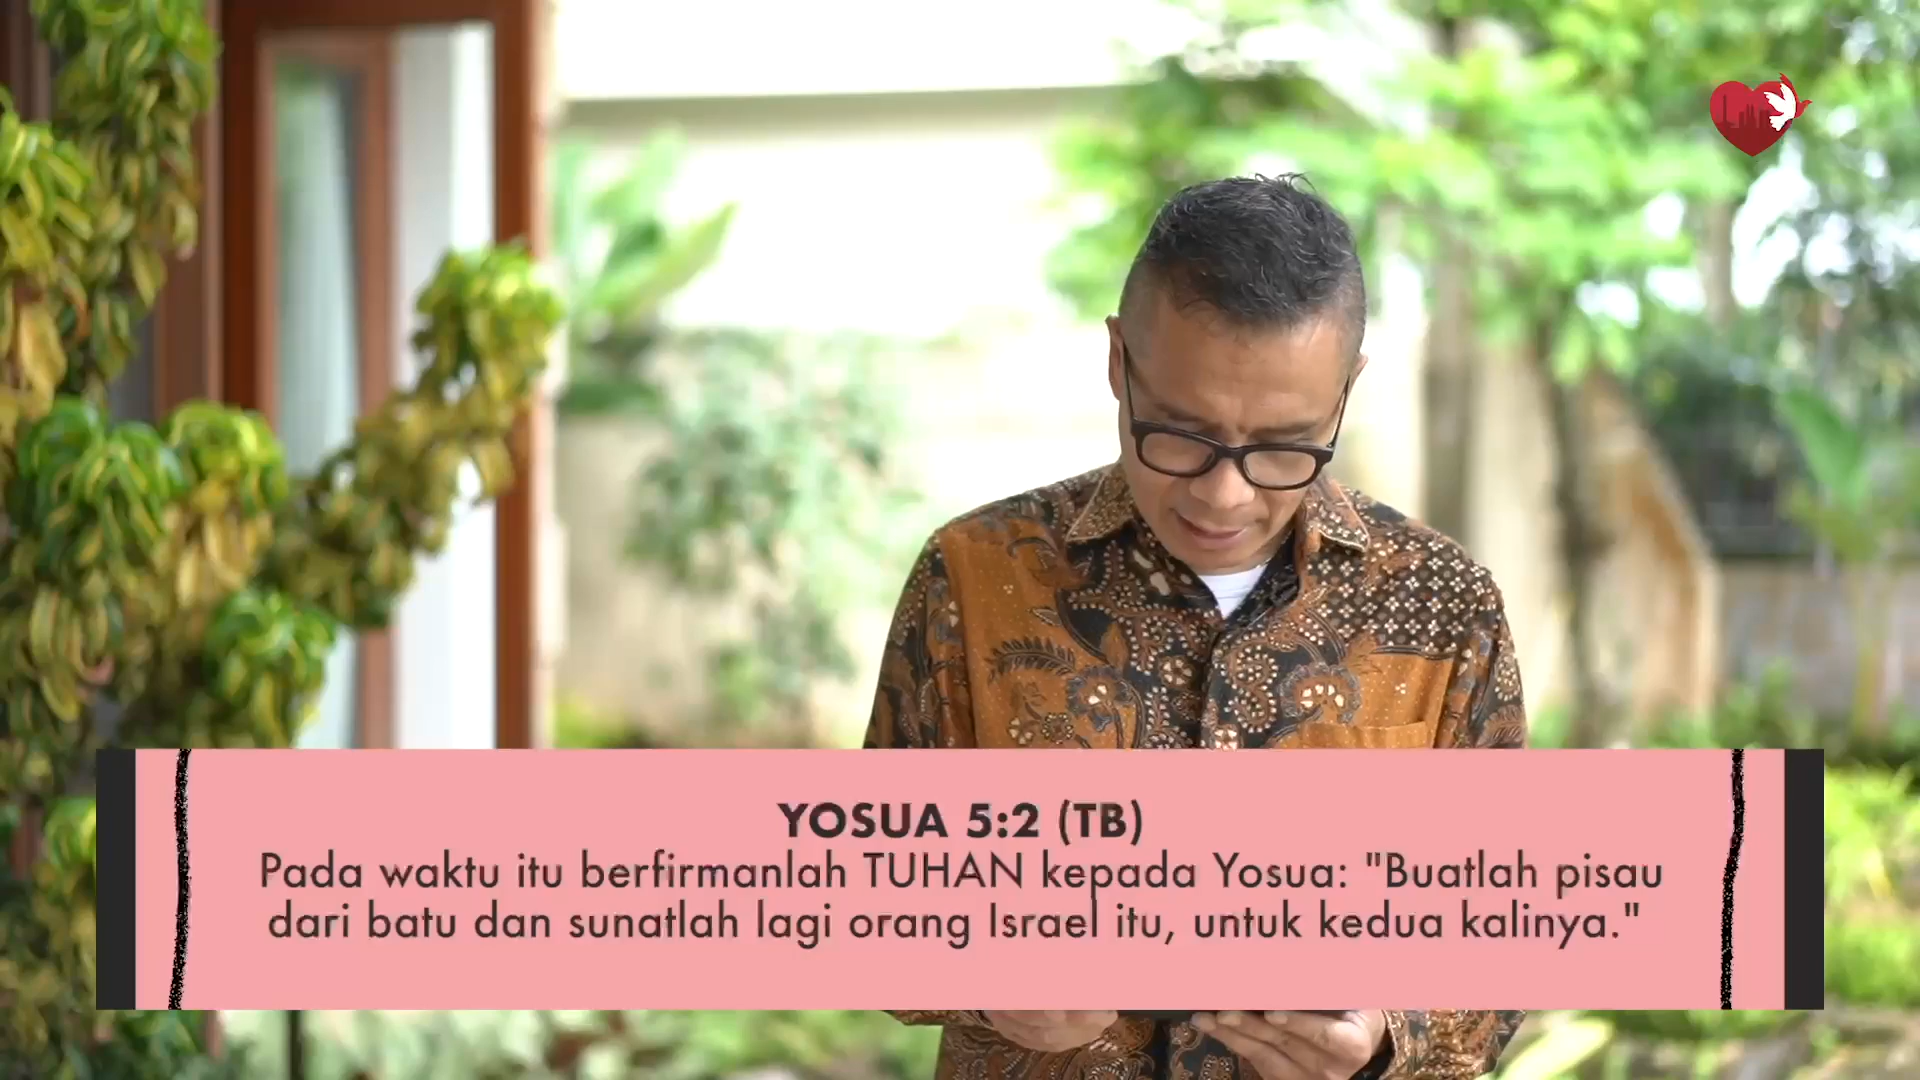 YOSUA 5:2 (TB)
Pada waktu itu berfirmanlah TUHAN kepada Yosua: "Buatlah pisau
dari batu dan sunatlah lagi orang Israel itu, untuk kedua kalinya."